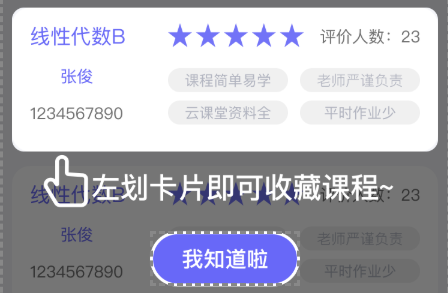 线性代数B 评价人数：23
张俊 课程简单易学 老师严谨负责
1234567890 云课堂资料全 平时作业少
线性代数B 23
左划卡片即可收藏课程~
张俊 老师严谨负责
我知道啦
1234567890 平时作业少